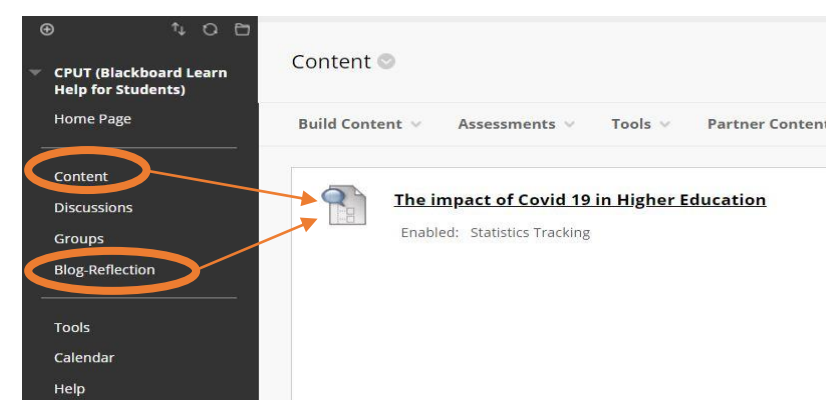 CPUT (Blackboard Learn
Help for Students)
Home Page
Content
Discussions
Groups
Blog-Reflection
Tools
Calendar
Help
Content
Build Content
Assessments
Tools
Partner Content
The impact of Covid 19 in Higher Education
Enabled: Statistics Tracking